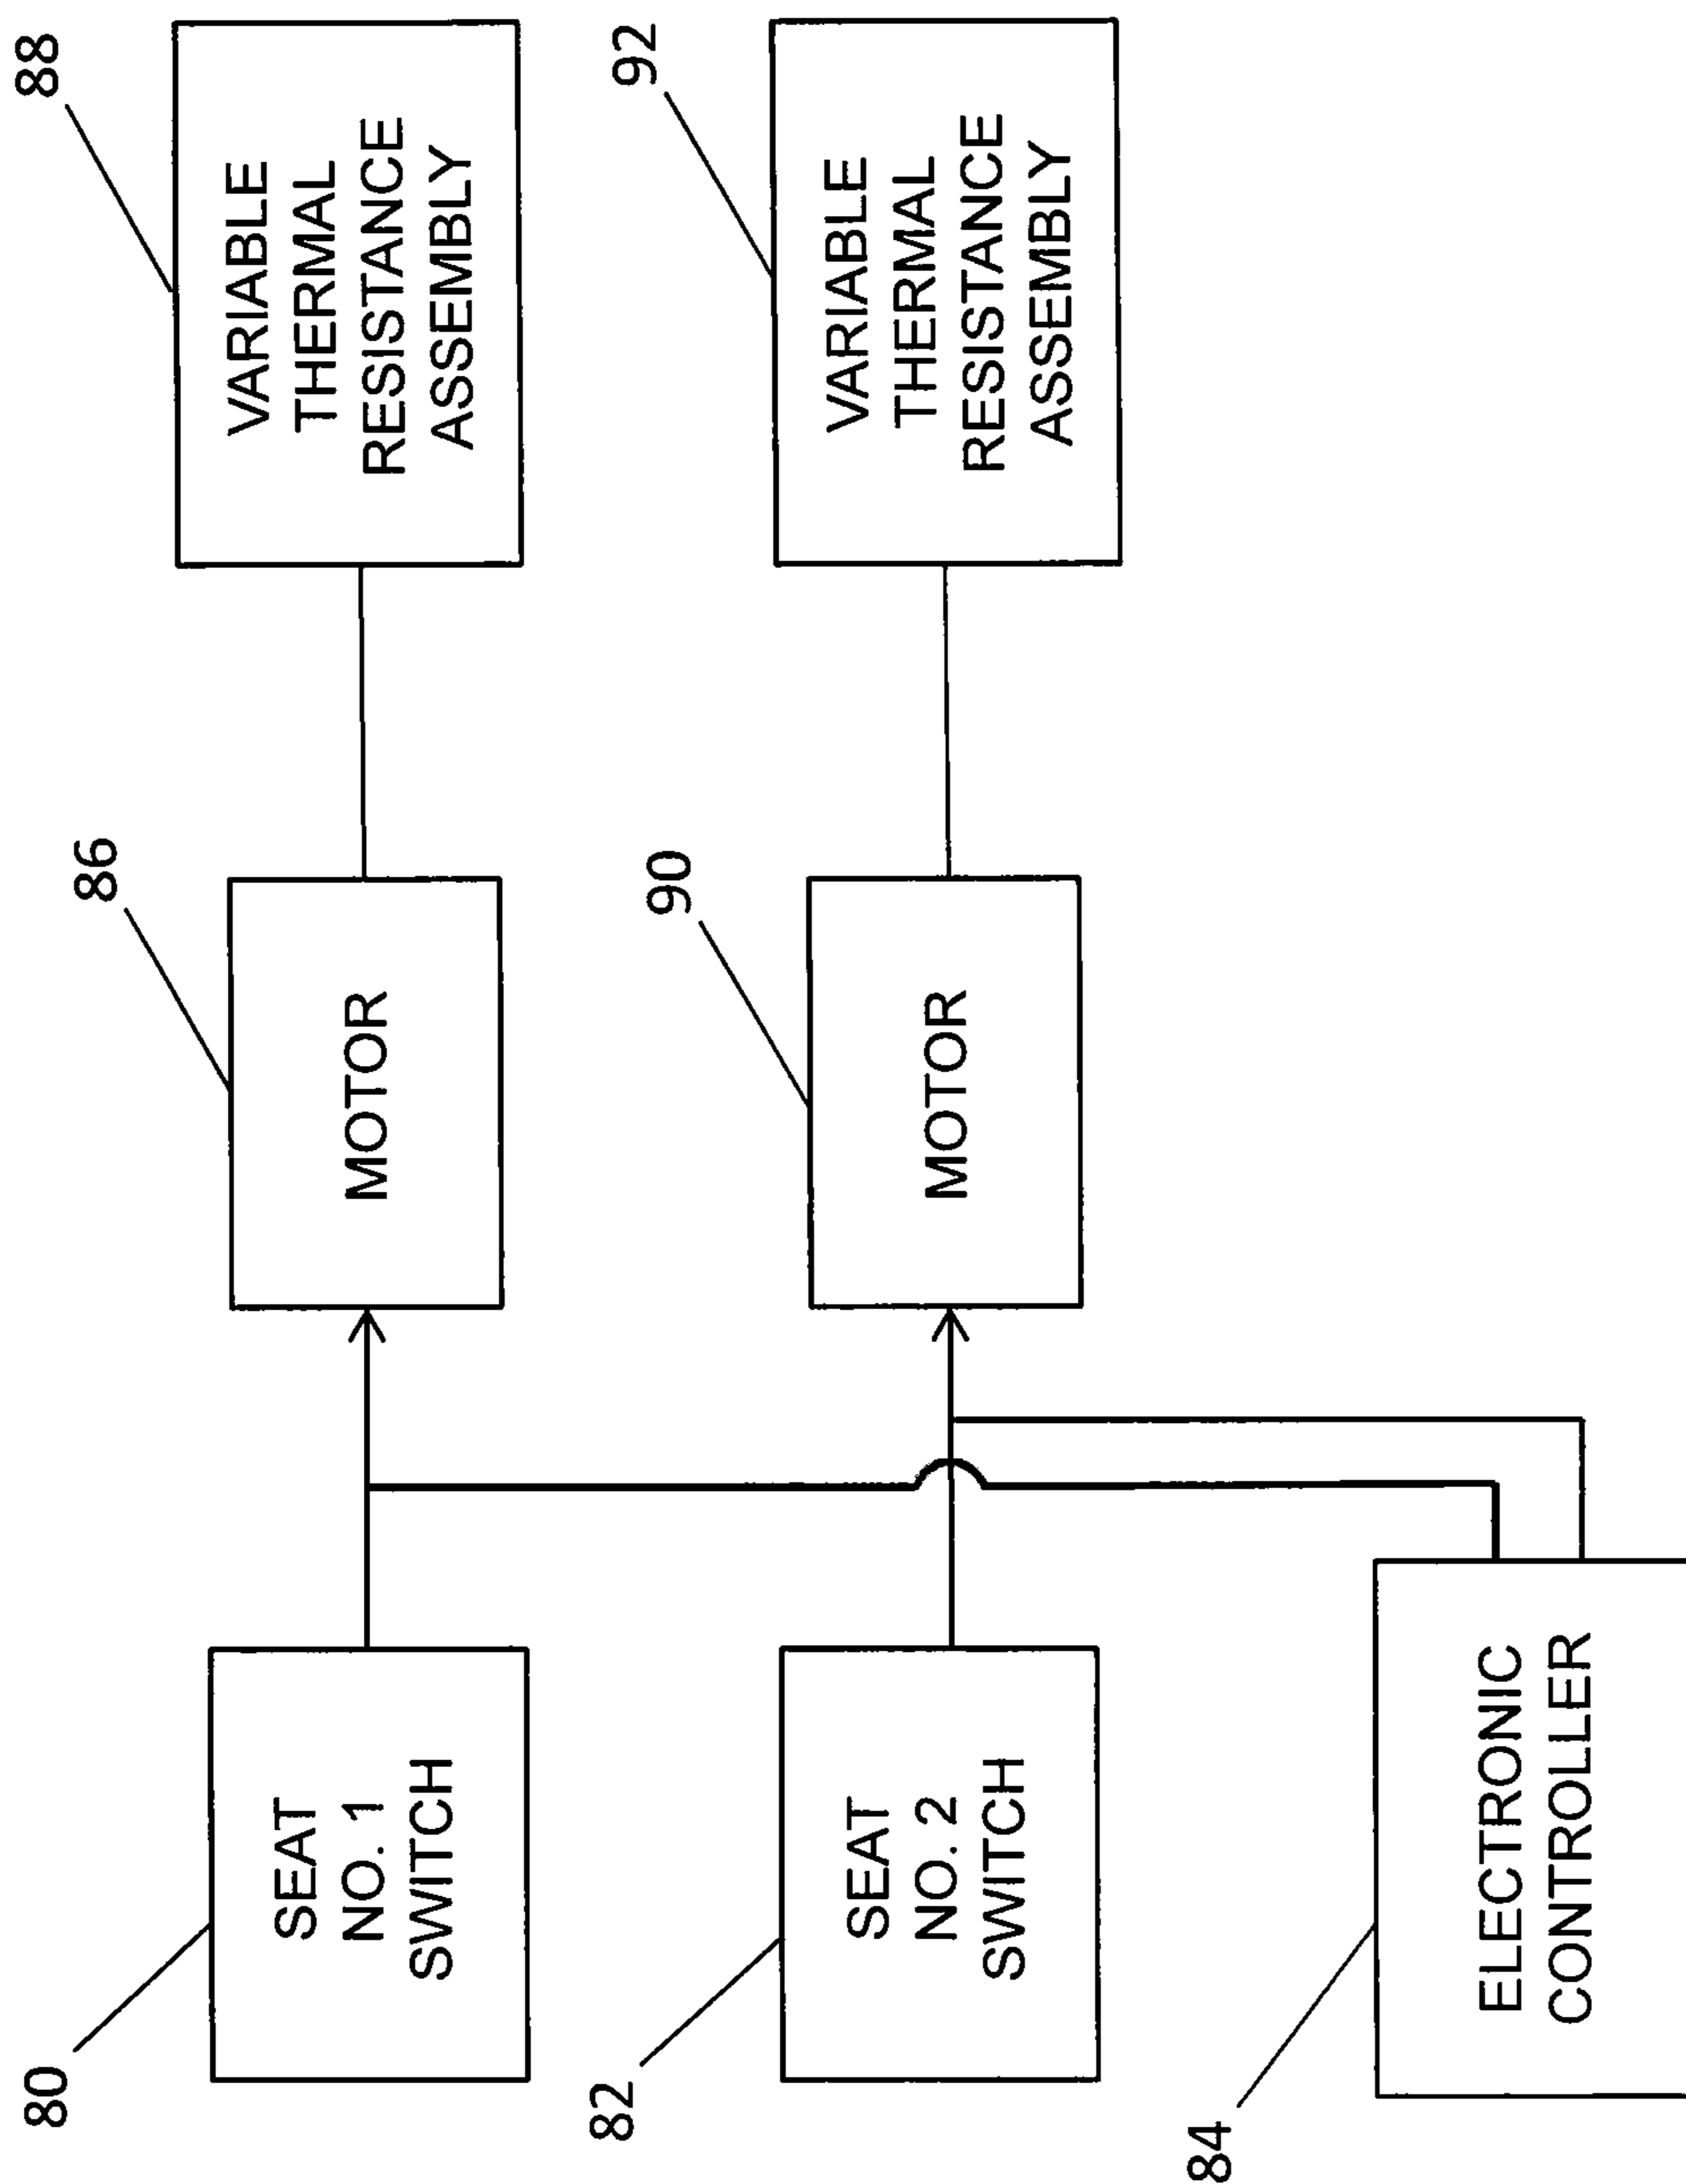 80
SEAT
NO. 1
SWITCH
86
MOTOR
88
VARIABLE
THERMAL
RESISTANCE
ASSEMBLY
82
SEAT
NO. 2
SWITCH
90
MOTOR
92
VARIABLE
THERMAL
RESISTANCE
ASSEMBLY
84
ELECTRONIC
CONTROLLER